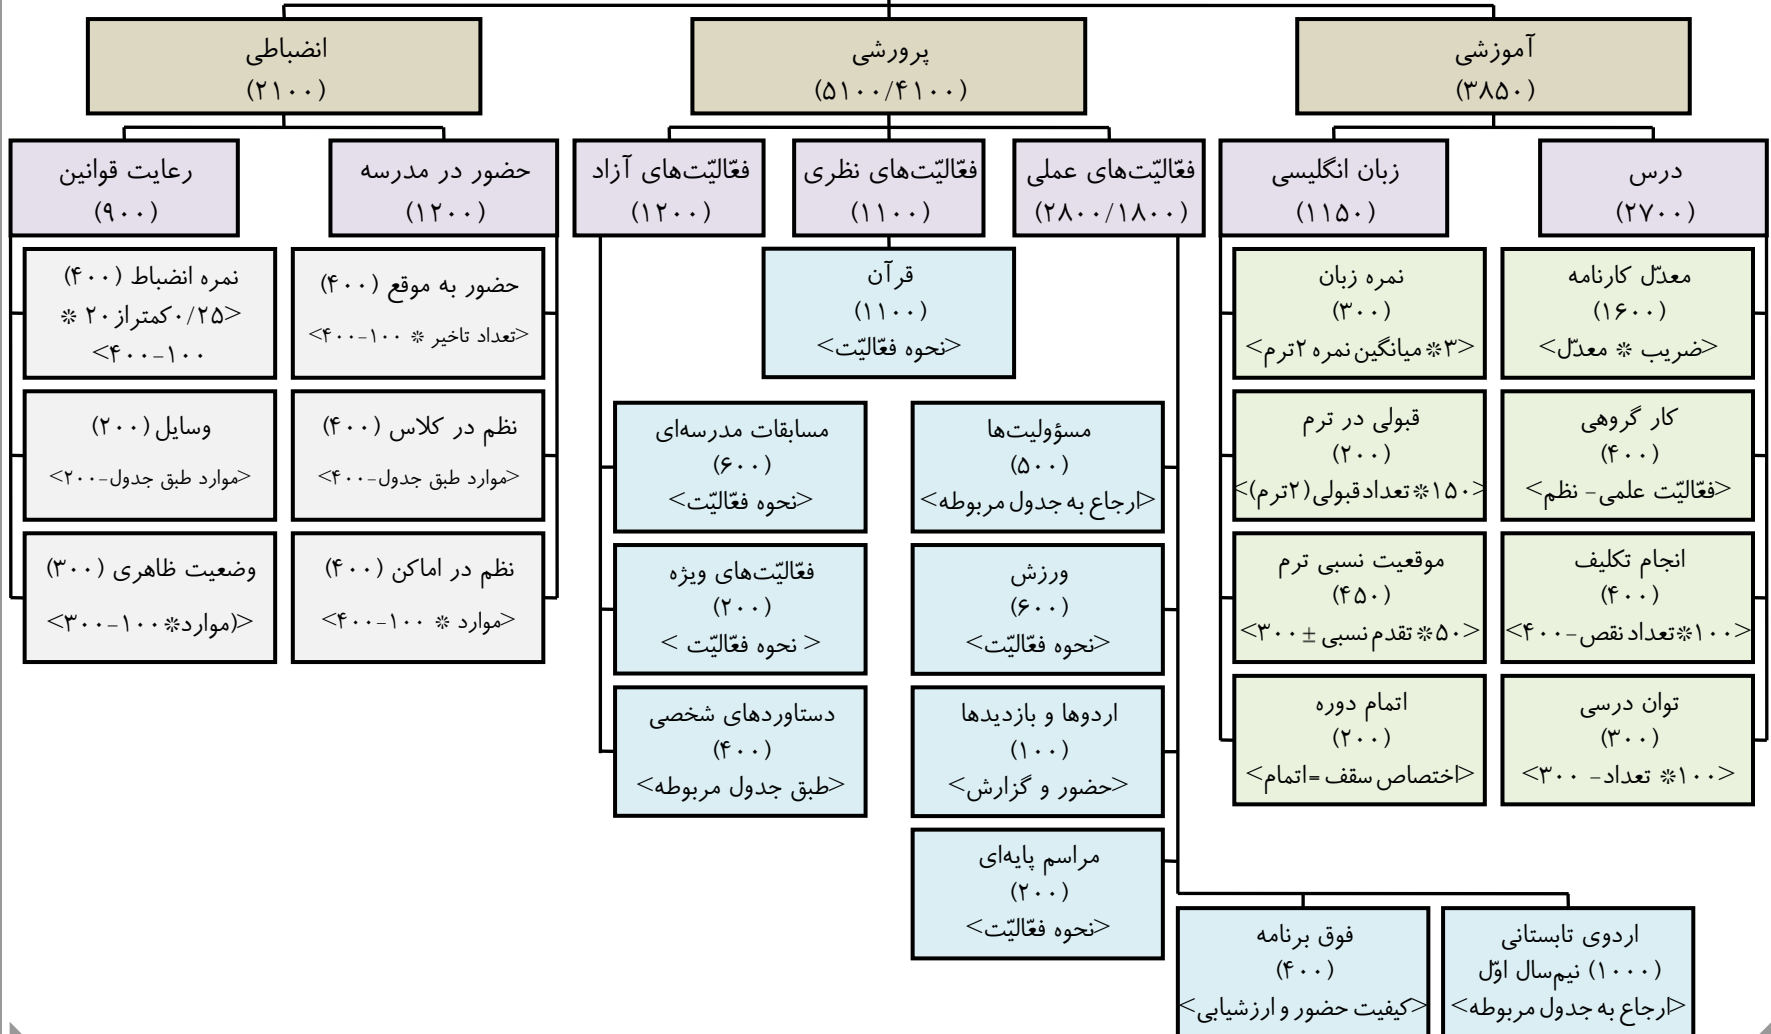 آموزشی
(۳۸۵۰)
پرورشی
(۵۱۰۰/۴۱۰۰)
انضباطی
(۲۱۰۰)
درس
(۲۷۰۰)
زبان انگلیسی
(۱۱۵۰)
فعّالیّت‌های عملی
(۲۸۰۰/۱۸۰۰)
فعّالیّت‌های نظری
(۱۱۰۰)
فعّالیّت‌های آزاد
(۱۲۰۰)
حضور در مدرسه
(۱۲۰۰)
رعایت قوانین
(۹۰۰)
معدّل کارنامه
(۱۶۰۰)
<ضریب * معدّل>
کار گروهی
(۴۰۰)
<فعّالیّت علمی- نظم>
انجام تکلیف
(۴۰۰)
<۱۰۰*تعداد نقص-۴۰۰>
توان درسی
(۳۰۰)
<۱۰۰* تعداد- ۳۰۰>
نمره زبان
(۳۰۰)
<۳*میانگین نمره ۲ترم>
قبولی در ترم
(۲۰۰)
<۱۵۰*تعداد قبولی(۲ترم)>
موقعیت نسبی ترم
(۴۵۰)
<۵۰*تقدم نسبی ± ۳۰۰>
اتمام دوره
(۲۰۰)
<اختصاص سقف =اتمام>
قرآن
(۱۱۰۰)
<نحوه فعّالیّت>
مسؤولیت‌ها
(۵۰۰)
<ارجاع به جدول مربوطه>
ورزش
(۶۰۰)
<نحوه فعّالیّت>
اردوها و بازدیدها
(۱۰۰)
<حضور و گزارش>
مراسم پایه‌ای
(۲۰۰)
<نحوه فعّالیّت>
اردوی تابستانی
(۱۰۰۰) نیم‌سال اوّل
<ارجاع به جدول مربوطه>
فوق برنامه
(۴۰۰)
<کیفیت حضور و ارزشیابی>
مسابقات مدرسه‌ای
(۶۰۰)
<نحوه فعّالیّت>
فعّالیّت‌های ویژه
(۲۰۰)
< نحوه فعّالیّت >
دستاوردهای شخصی
(۴۰۰)
<طبق جدول مربوطه>
حضور به موقع (۴۰۰)
<تعداد تاخیر * ۱۰۰-۴۰۰>
نظم در کلاس (۴۰۰)
<موارد طبق جدول-۴۰۰>
نظم در اماکن (۴۰۰)
<موارد * ۱۰۰-۴۰۰>
نمره انضباط (۴۰۰)
<۰/۲۵کمتراز ۲۰ *
۱۰۰-۴۰۰>
وسایل (۲۰۰)
<موارد طبق جدول-۲۰۰>
وضعیت ظاهری (۳۰۰)
<(موارد*۱۰۰-۳۰۰>